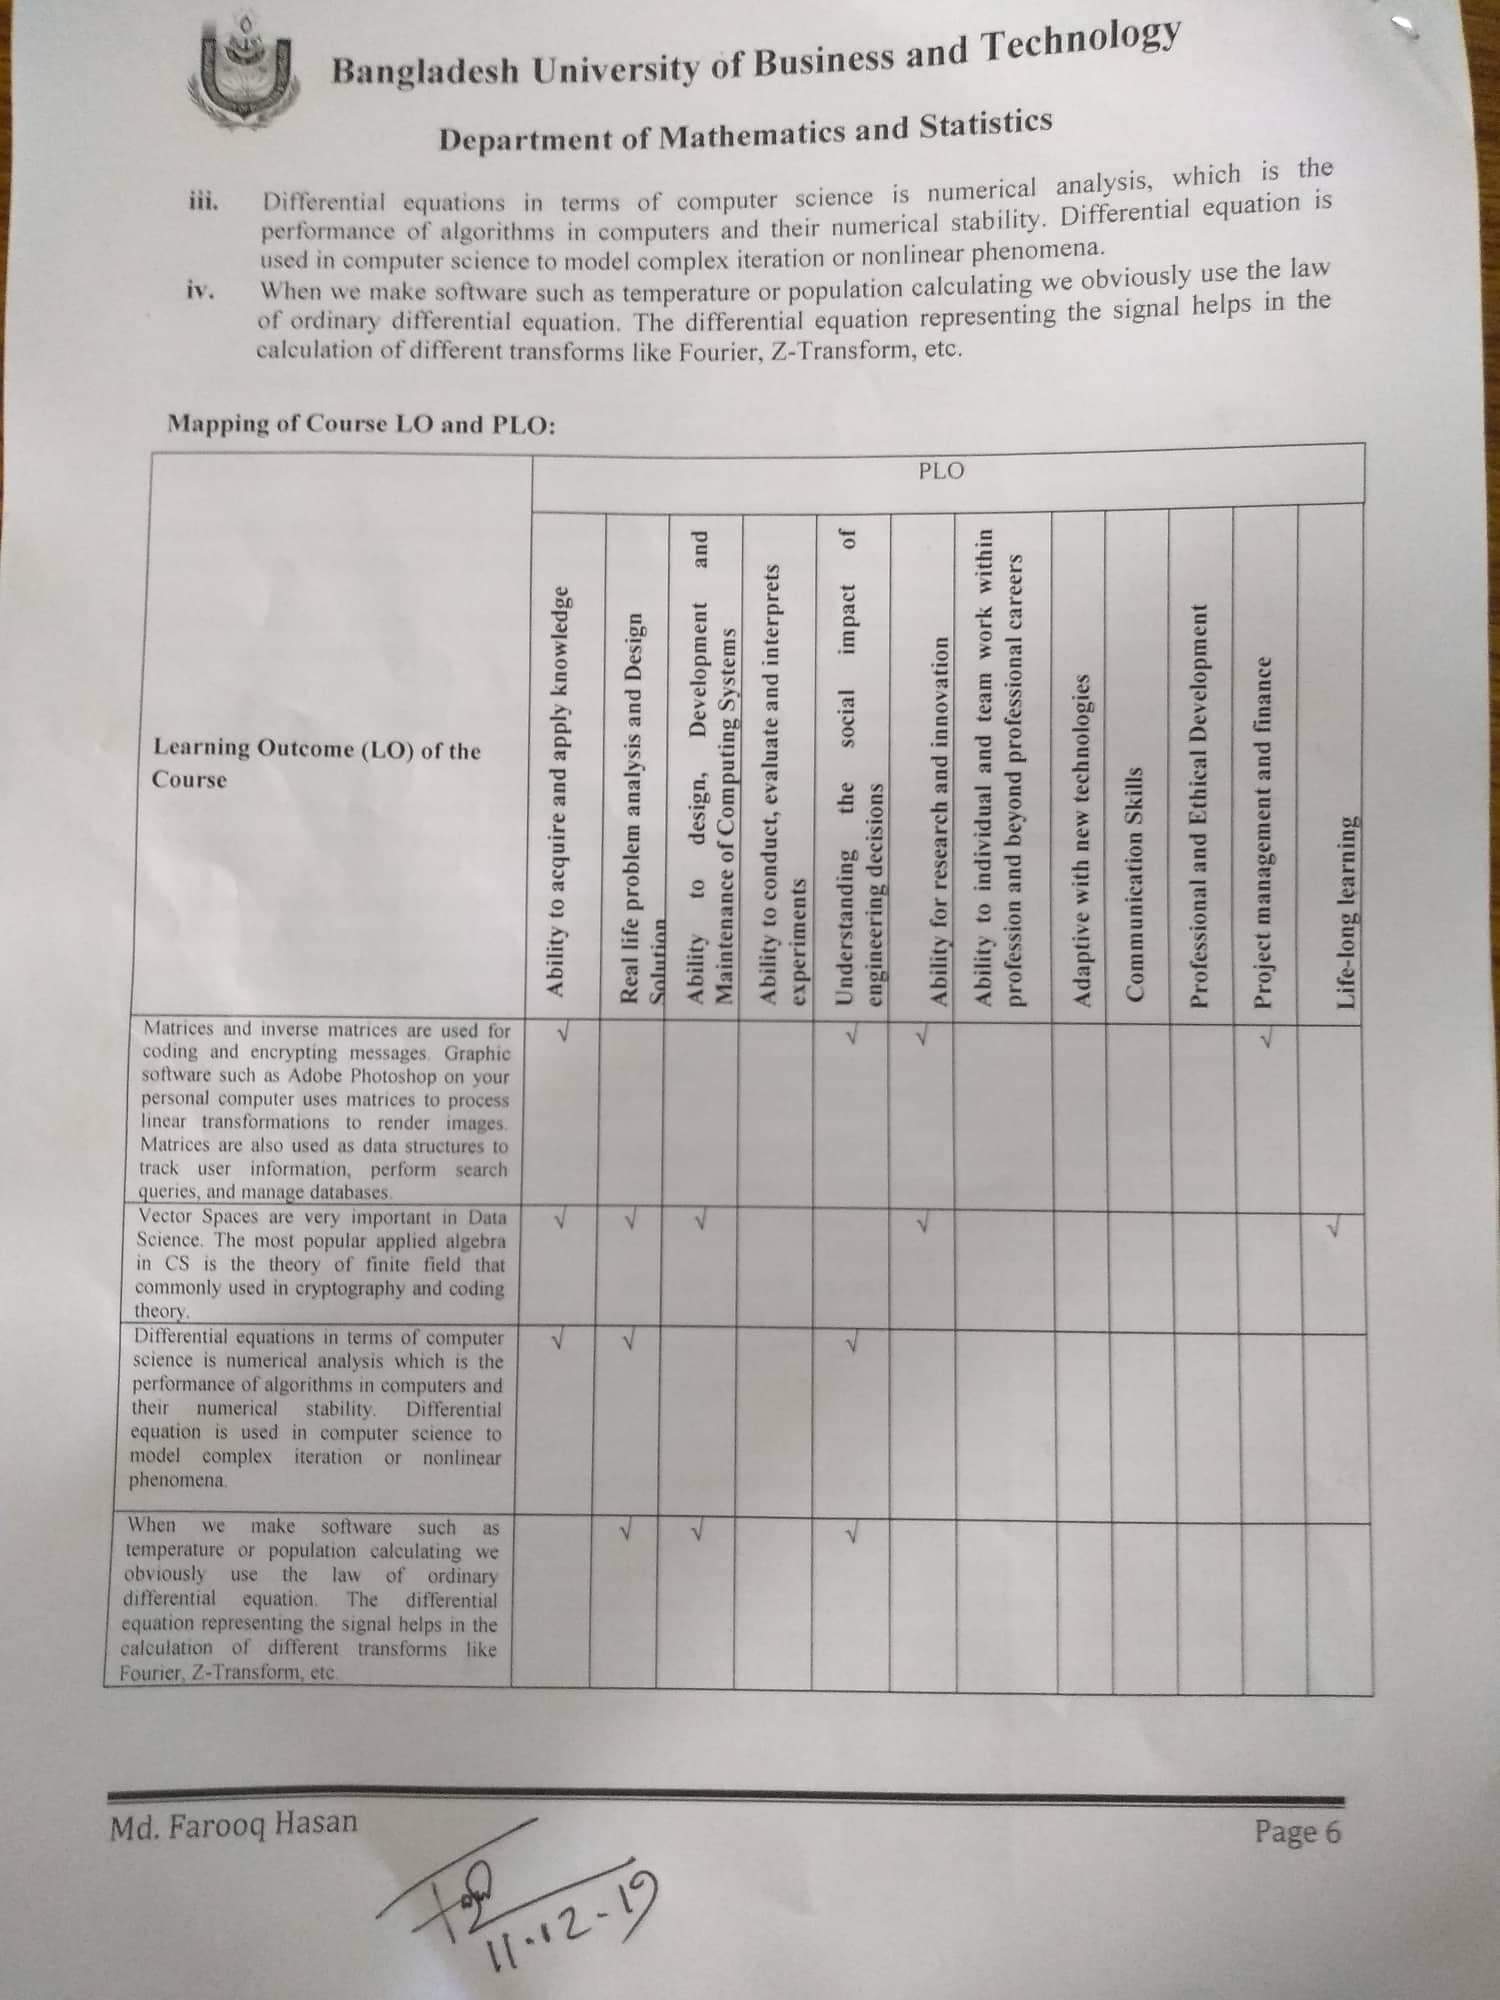 Bangladesh University of Business and Technology
Department of Mathematics and Statistics
iii. Differential equations in terms of computer science is numerical analysis, which is the
performance of algorithms in computers and their numerical stability. Differential equation is
used in computer science to model complex iteration or nonlinear phenomena.
iv. When we make software such as temperature or population calculating we obviously use the law
of ordinary differential equation. The differential equation representing the signal helps in the
calculation of different transforms like Fourier, Z-Transform, etc.
Mapping of Course LO and PLO:
PLO
Learning Outcome (LO) of the
Course
Ability to acquire and apply knowledge
Real life problem analysis and Design
Solution
Ability to design, Development and
Maintenance of Computing Systems
Ability to conduct, evaluate and interprets
experiments
Understanding the social impact of
engineering decisions
Ability for research and innovation
Ability to individual and team work within
profession and beyond professional careers
Adaptive with new technologies
Communication Skills
Professional and Ethical Development
Project management and finance
Life-long learning
Matrices and inverse matrices are used for √ √ √ √
coding and encrypting messages. Graphic
software such as Adobe Photoshop on your
personal computer uses matrices to process
linear transformations to render images.
Matrices are also used as data structures to
track user information, perform search
queries, and manage databases.
Vector Spaces are very important in Data √ √ √ √ √
Science. The most popular applied algebra
in CS is the theory of finite field that
commonly used in cryptography and coding
theory.
Differential equations in terms of computer √ √ √
science is numerical analysis which is the
performance of algorithms in computers and
their numerical stability. Differential
equation is used in computer science to
model complex iteration or nonlinear
phenomena.
When we make software such as √ √ √
temperature or population calculating we
obviously use the law of ordinary
differential equation. The differential
equation representing the signal helps in the
calculation of different transforms like
Fourier, Z-Transform, etc.
Md. Farooq Hasan
Page 6
11.12-19